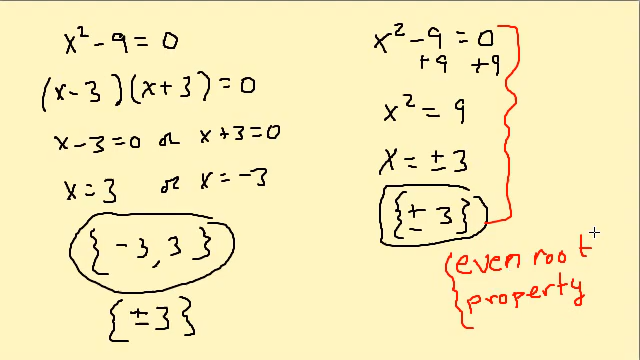 x² - 9 = 0
(x - 3)(x + 3) = 0
x - 3 = 0 or x + 3 = 0
x = 3 or x = -3
{ -3, 3 }
{ ±3 }
x² - 9 = 0
+9 +9
x² = 9
x = ±3
{ ± 3 }
even root
property